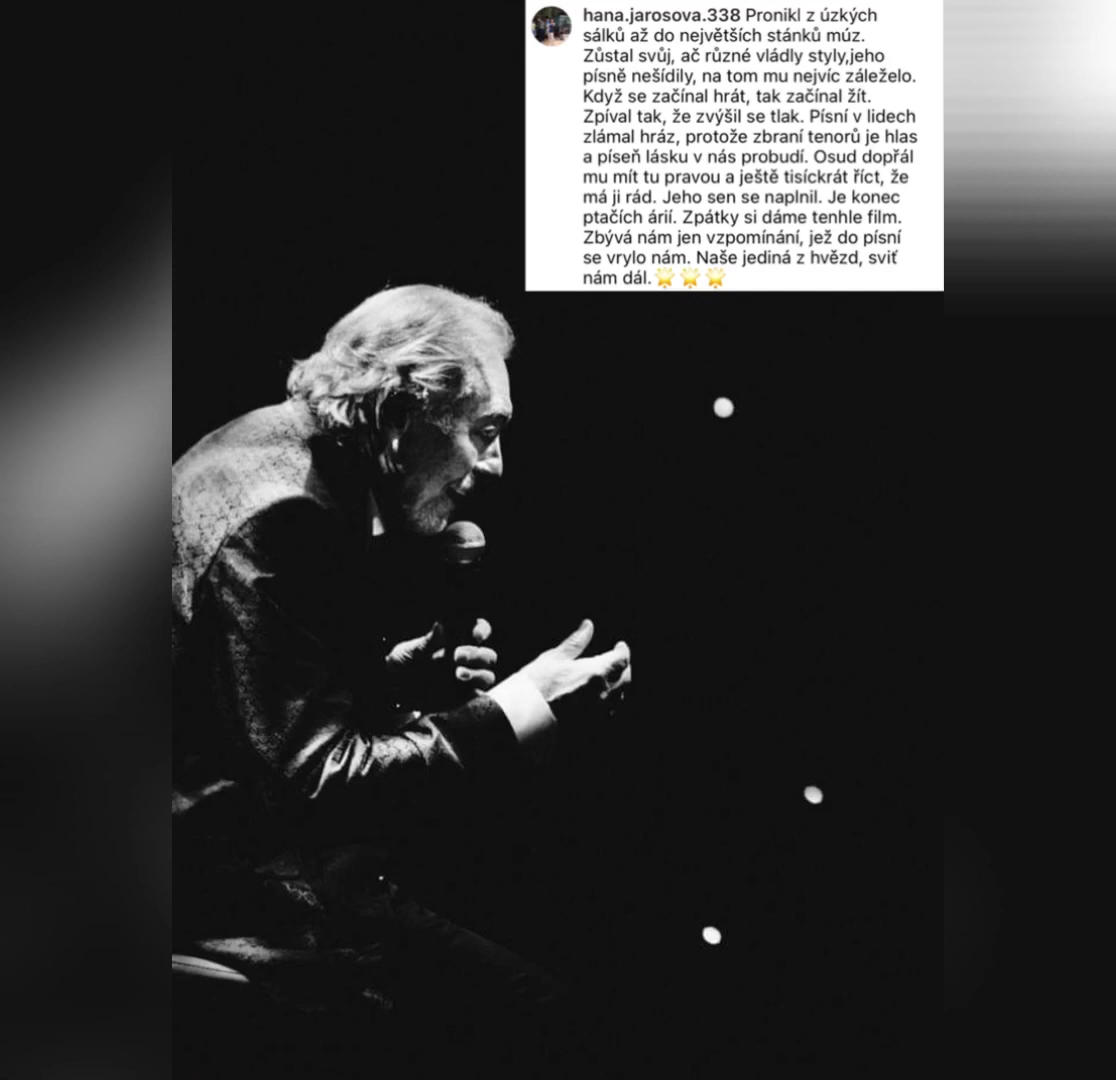 hana.jarosova.338 Pronikl z úzkých
sálků až do největších stánků múz.
Zůstal svůj, ač různé vládly styly,jeho
písně nešídily, na tom mu nejvíc záleželo.
Když se začínal hrát, tak začínal žít.
Zpíval tak, že zvýšil se tlak. Písní v lidech
zlámal hráz, protože zbraní tenorů je hlas
a píseň lásku v nás probudí. Osud dopřál
mu mít tu pravou a ještě tisíckrát říct, že
má ji rád. Jeho sen se naplnil. Je konec
ptačích árií. Zpátky si dáme tenhle film.
Zbývá nám jen vzpomínání, jež do písní
se vrylo nám. Naše jediná z hvězd, sviť
nám dál.🌟 🌟 🌟